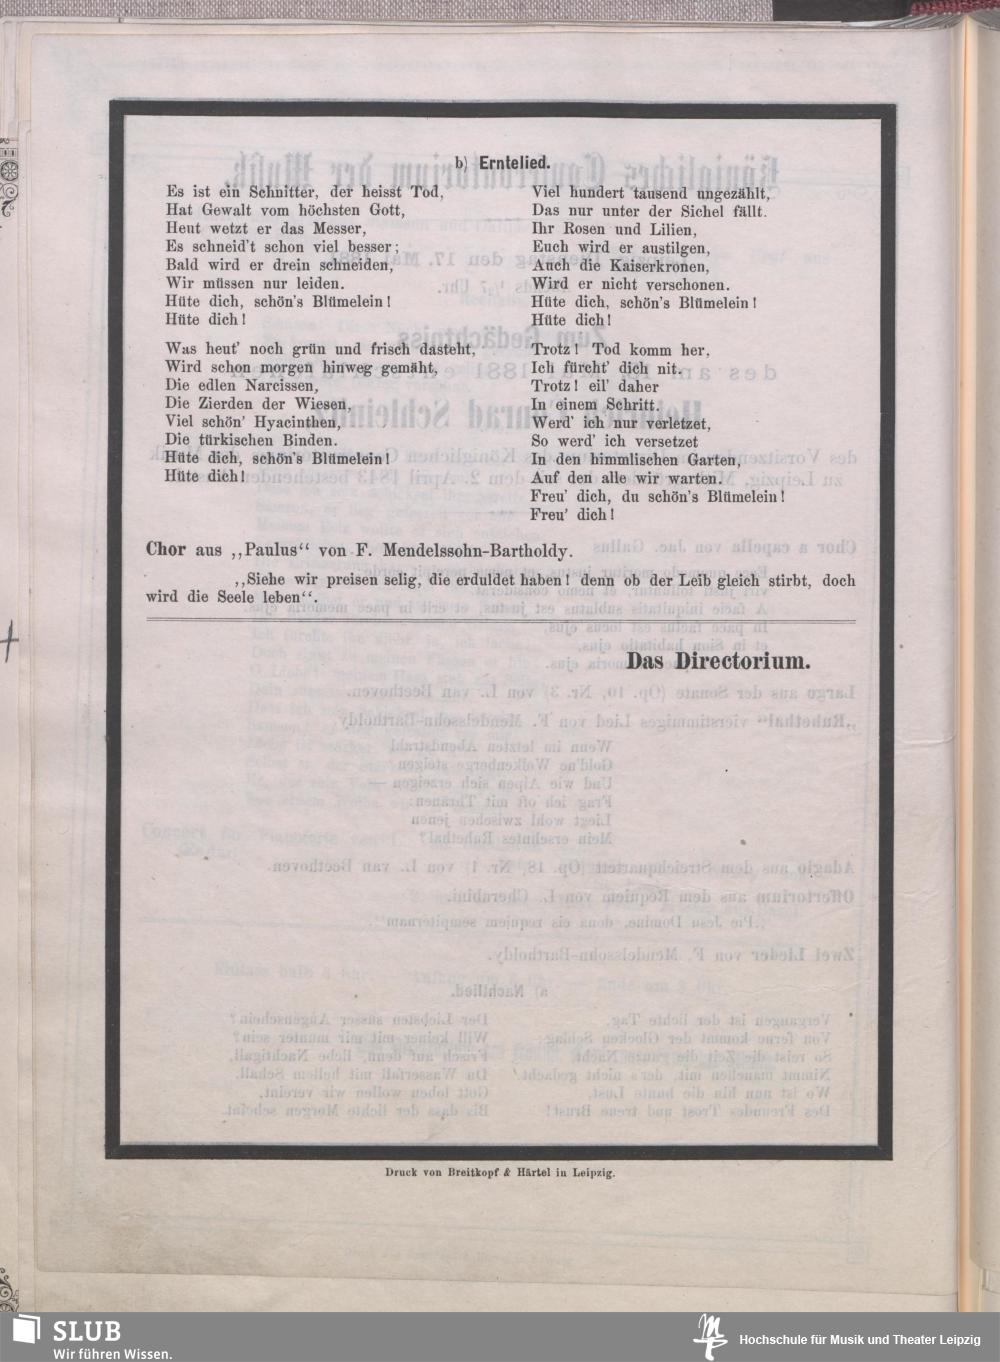 b) Erntelied.
Es ist ein Schnitter, der heisst Tod,
Hat Gewalt vom höchsten Gott,
Heut wetzt er das Messer,
Es schneid't schon viel besser;
Bald wird er drein schneiden,
Wir müssen nur leiden.
Hüte dich, schön's Blümelein!
Hüte dich!
Was heut' noch grün und frisch dasteht,
Wird schon morgen hinweg gemäht,
Die edlen Narcissen,
Die Zierden der Wiesen,
Viel schön' Hyacinthen,
Die türkischen Binden.
Hüte dich, schön's Blümelein!
Hüte dich!
Viel hundert tausend ungezählt,
Das nur unter der Sichel fällt.
Ihr Rosen und Lilien,
Euch wird er austilgen,
Auch die Kaiserkronen,
Wird er nicht verschonen.
Hüte dich, schön's Blümelein!
Hüte dich!
Trotz! Tod komm her,
Ich fürcht' dich nit.
Trotz! eil' daher
In einem Schritt.
Werd' ich nur verletzet,
So werd' ich versetzet
In den himmlischen Garten,
Auf den alle wir warten.
Freu' dich, du schön's Blümelein!
Freu' dich!
Chor aus ,,Paulus“ von F. Mendelssohn-Bartholdy.
,,Siehe wir preisen selig, die erduldet haben! denn ob der Leib gleich stirbt, doch
wird die Seele leben“.
Das Directorium.
Druck von Breitkopf & Härtel in Leipzig.
SLUB
Wir führen Wissen.
Hochschule für Musik und Theater Leipzig